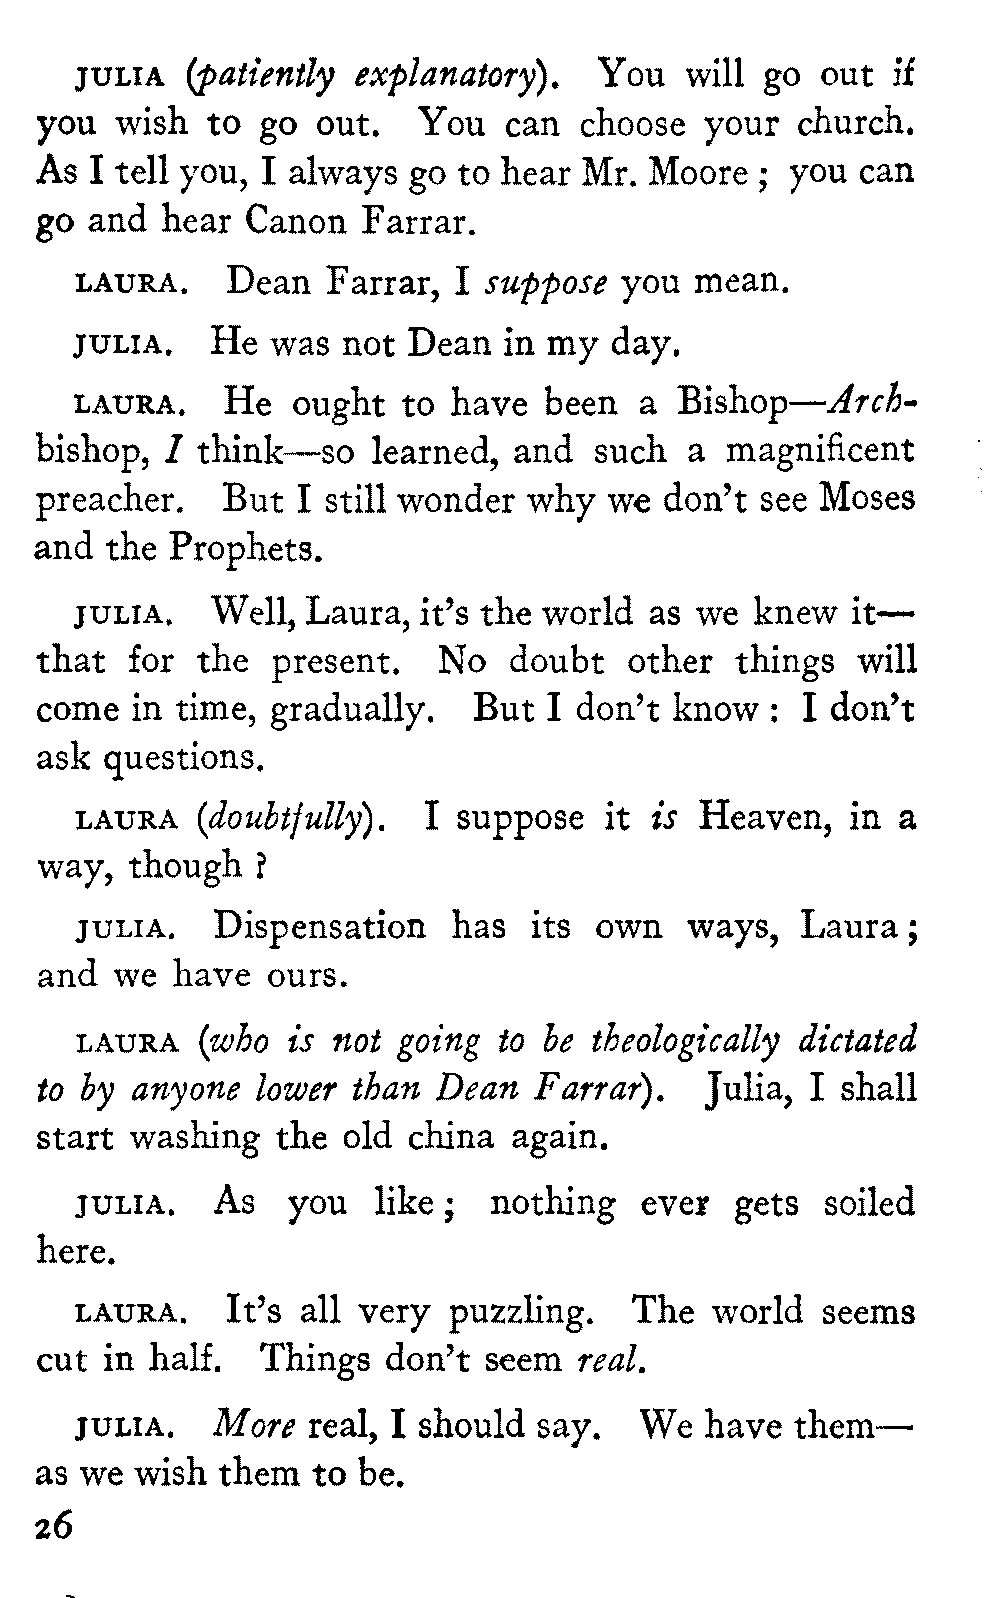 JULIA (patiently explanatory). You will go out if
you wish to go out. You can choose your church.
As I tell you, I always go to hear Mr. Moore ; you can
go and hear Canon Farrar.
LAURA. Dean Farrar, I suppose you mean.
JULIA. He was not Dean in my day.
LAURA. He ought to have been a Bishop—Arch-
bishop, I think—so learned, and such a magnificent
preacher. But I still wonder why we don't see Moses
and the Prophets.
JULIA. Well, Laura, it's the world as we knew it—
that for the present. No doubt other things will
come in time, gradually. But I don't know : I don't
ask questions.
LAURA (doubtfully). I suppose it is Heaven, in a
way, though ?
JULIA. Dispensation has its own ways, Laura ;
and we have ours.
LAURA (who is not going to be theologically dictated
to by anyone lower than Dean Farrar). Julia, I shall
start washing the old china again.
JULIA. As you like ; nothing ever gets soiled
here.
LAURA. It's all very puzzling. The world seems
cut in half. Things don't seem real.
JULIA. More real, I should say. We have them—
as we wish them to be.
26